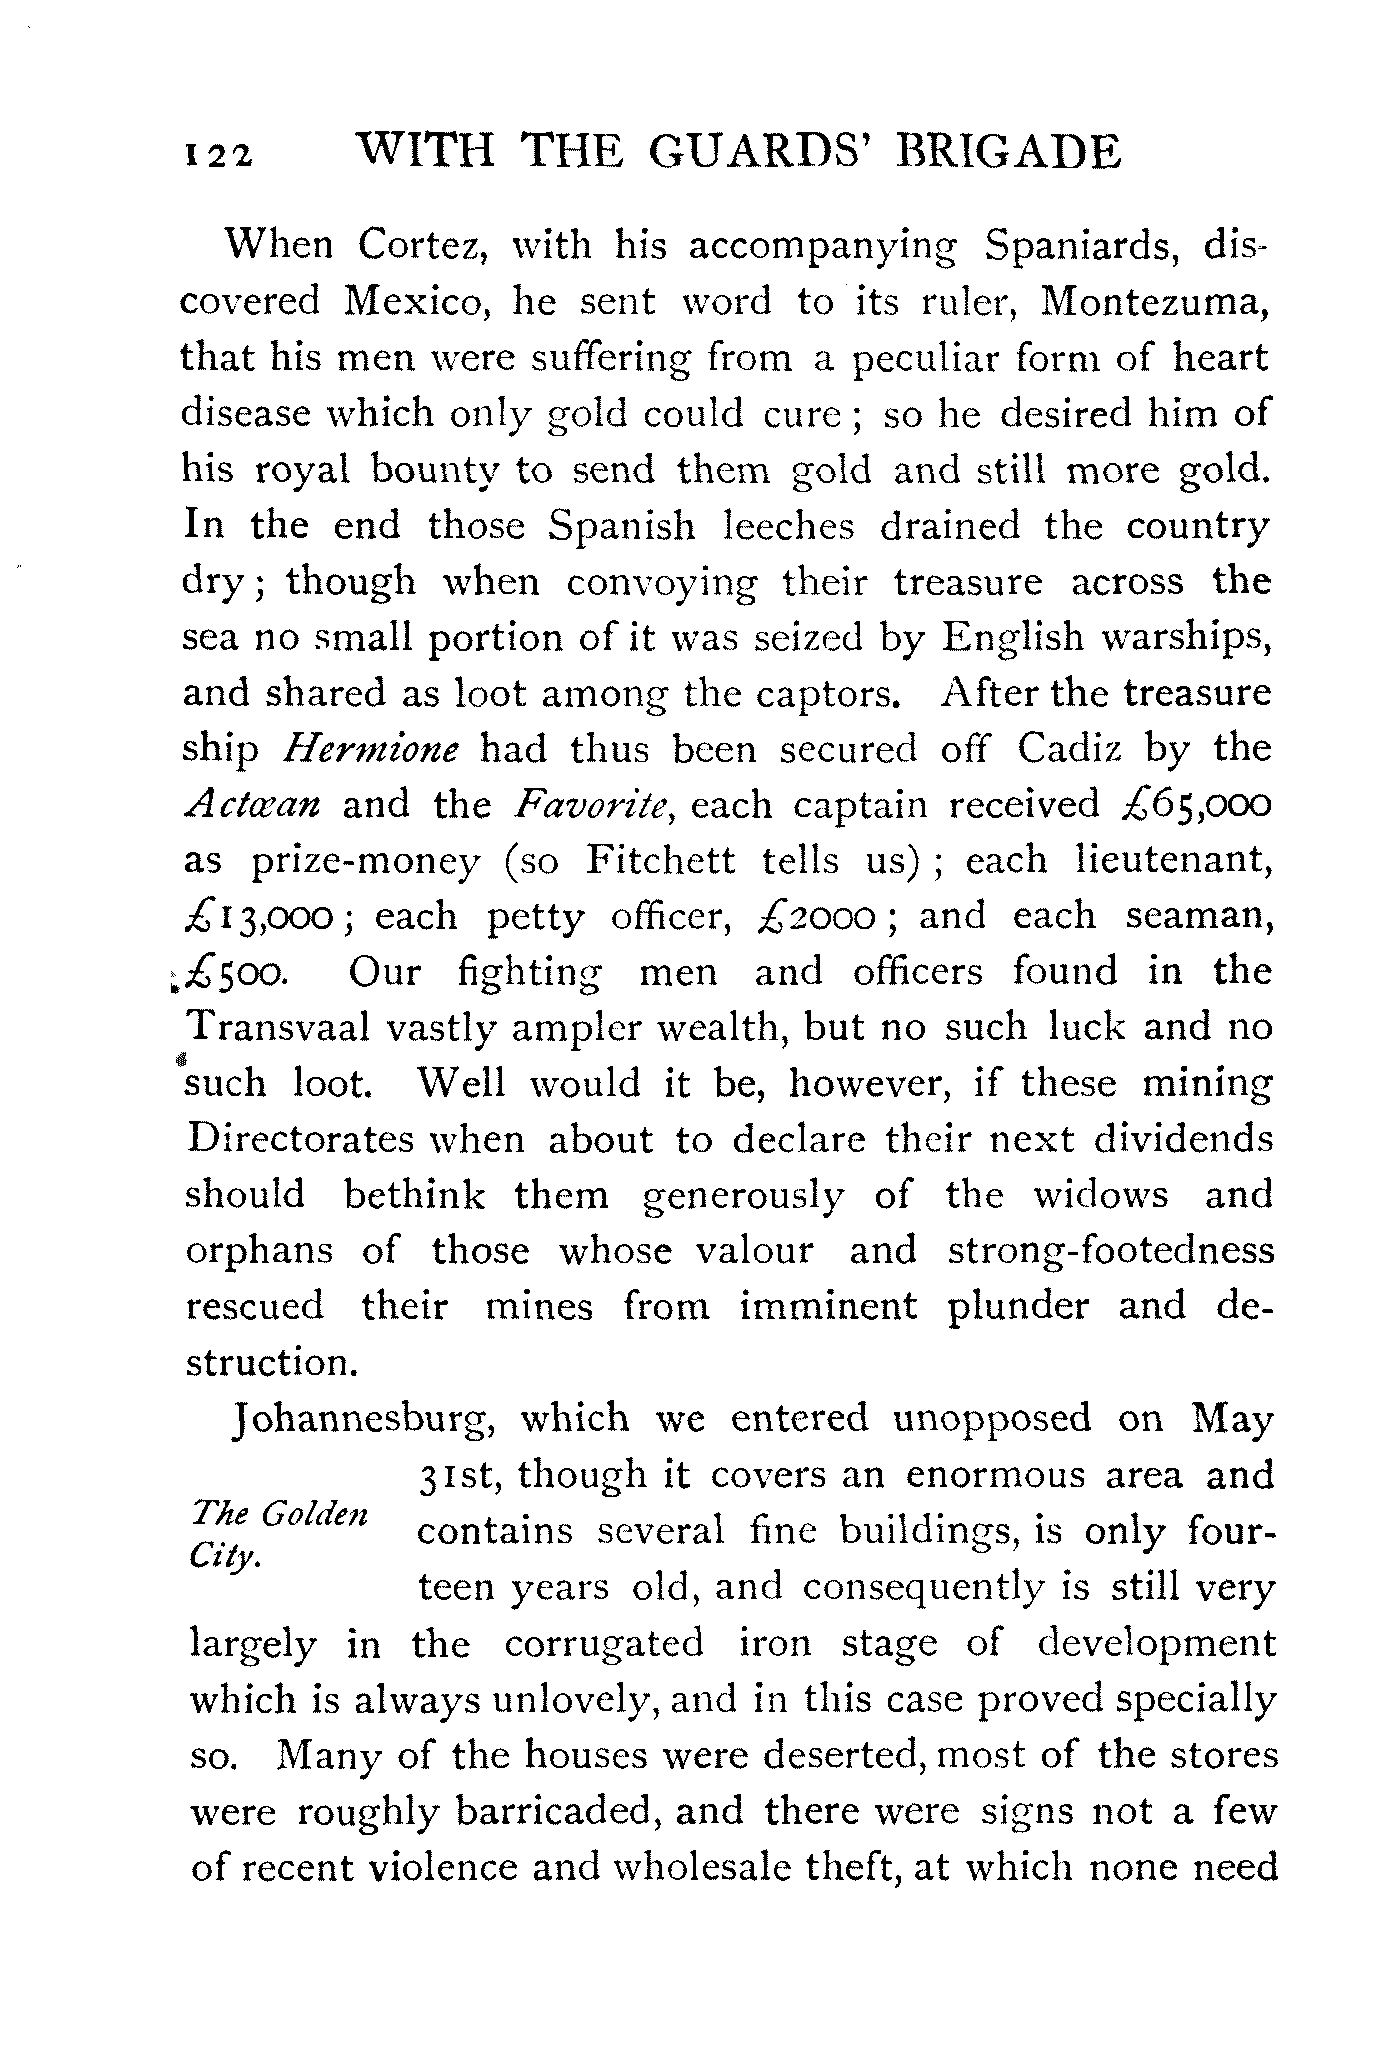 122 WITH THE GUARDS' BRIGADE
When Cortez, with his accompanying Spaniards, dis-
covered Mexico, he sent word to its ruler, Montezuma,
that his men were suffering from a peculiar form of heart
disease which only gold could cure ; so he desired him of
his royal bounty to send them gold and still more gold.
In the end those Spanish leeches drained the country
dry ; though when convoying their treasure across the
sea no small portion of it was seized by English warships,
and shared as loot among the captors. After the treasure
ship Hermione had thus been secured off Cadiz by the
Actœan and the Favorite, each captain received £65,000
as prize-money (so Fitchett tells us) ; each lieutenant,
£13,000 ; each petty officer, £2000 ; and each seaman,
£500. Our fighting men and officers found in the
Transvaal vastly ampler wealth, but no such luck and no
such loot. Well would it be, however, if these mining
Directorates when about to declare their next dividends
should bethink them generously of the widows and
orphans of those whose valour and strong-footedness
rescued their mines from imminent plunder and de-
struction.
Johannesburg, which we entered unopposed on May
The Golden
City.
31st, though it covers an enormous area and
contains several fine buildings, is only four-
teen years old, and consequently is still very
largely in the corrugated iron stage of development
which is always unlovely, and in this case proved specially
so. Many of the houses were deserted, most of the stores
were roughly barricaded, and there were signs not a few
of recent violence and wholesale theft, at which none need